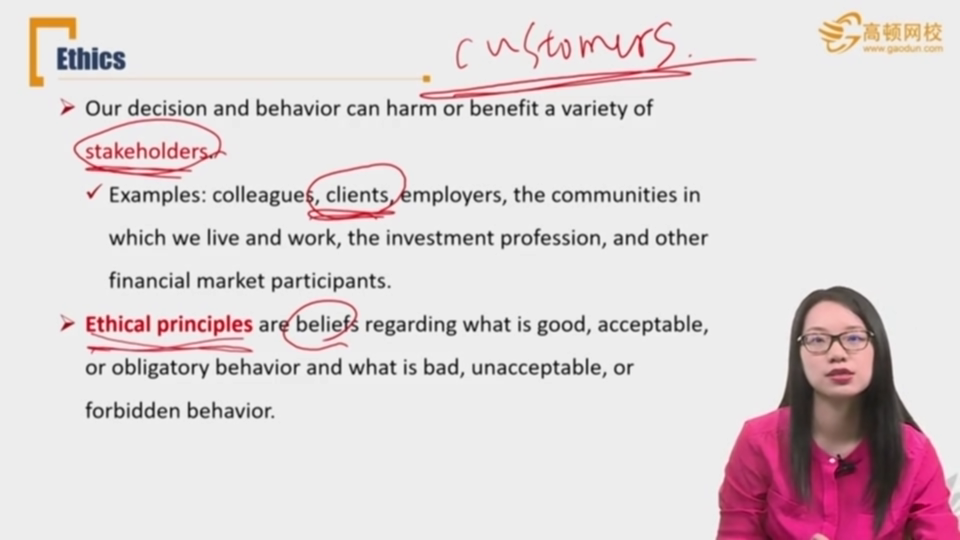 customers.
高顿网校
www.gaodun.com
Ethics
Our decision and behavior can harm or benefit a variety of
stakeholders.
Examples: colleagues, clients, employers, the communities in
which we live and work, the investment profession, and other
financial market participants.
Ethical principles are beliefs regarding what is good, acceptable,
or obligatory behavior and what is bad, unacceptable, or
forbidden behavior.